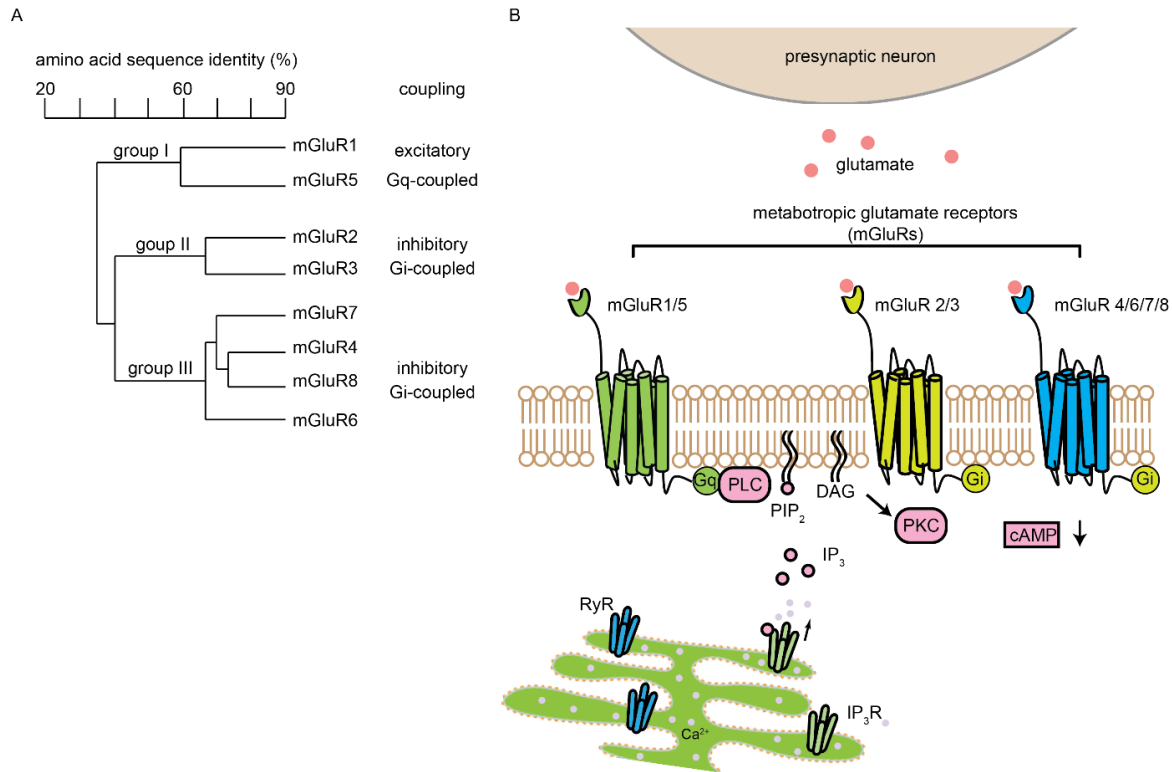 A
amino acid sequence identity (%)
20 60 90
coupling
group I
mGluR1
excitatory
mGluR5
Gq-coupled
goup II
mGluR2
inhibitory
mGluR3
Gi-coupled
mGluR7
group III
mGluR4
inhibitory
mGluR8
Gi-coupled
mGluR6
B
presynaptic neuron
glutamate
metabotropic glutamate receptors
(mGluRs)
mGluR1/5
mGluR 2/3
mGluR 4/6/7/8
Gq
PLC
PIP₂
DAG
Gi
Gi
PKC
cAMP
IP₃
RyR
IP₃R
Ca²⁺